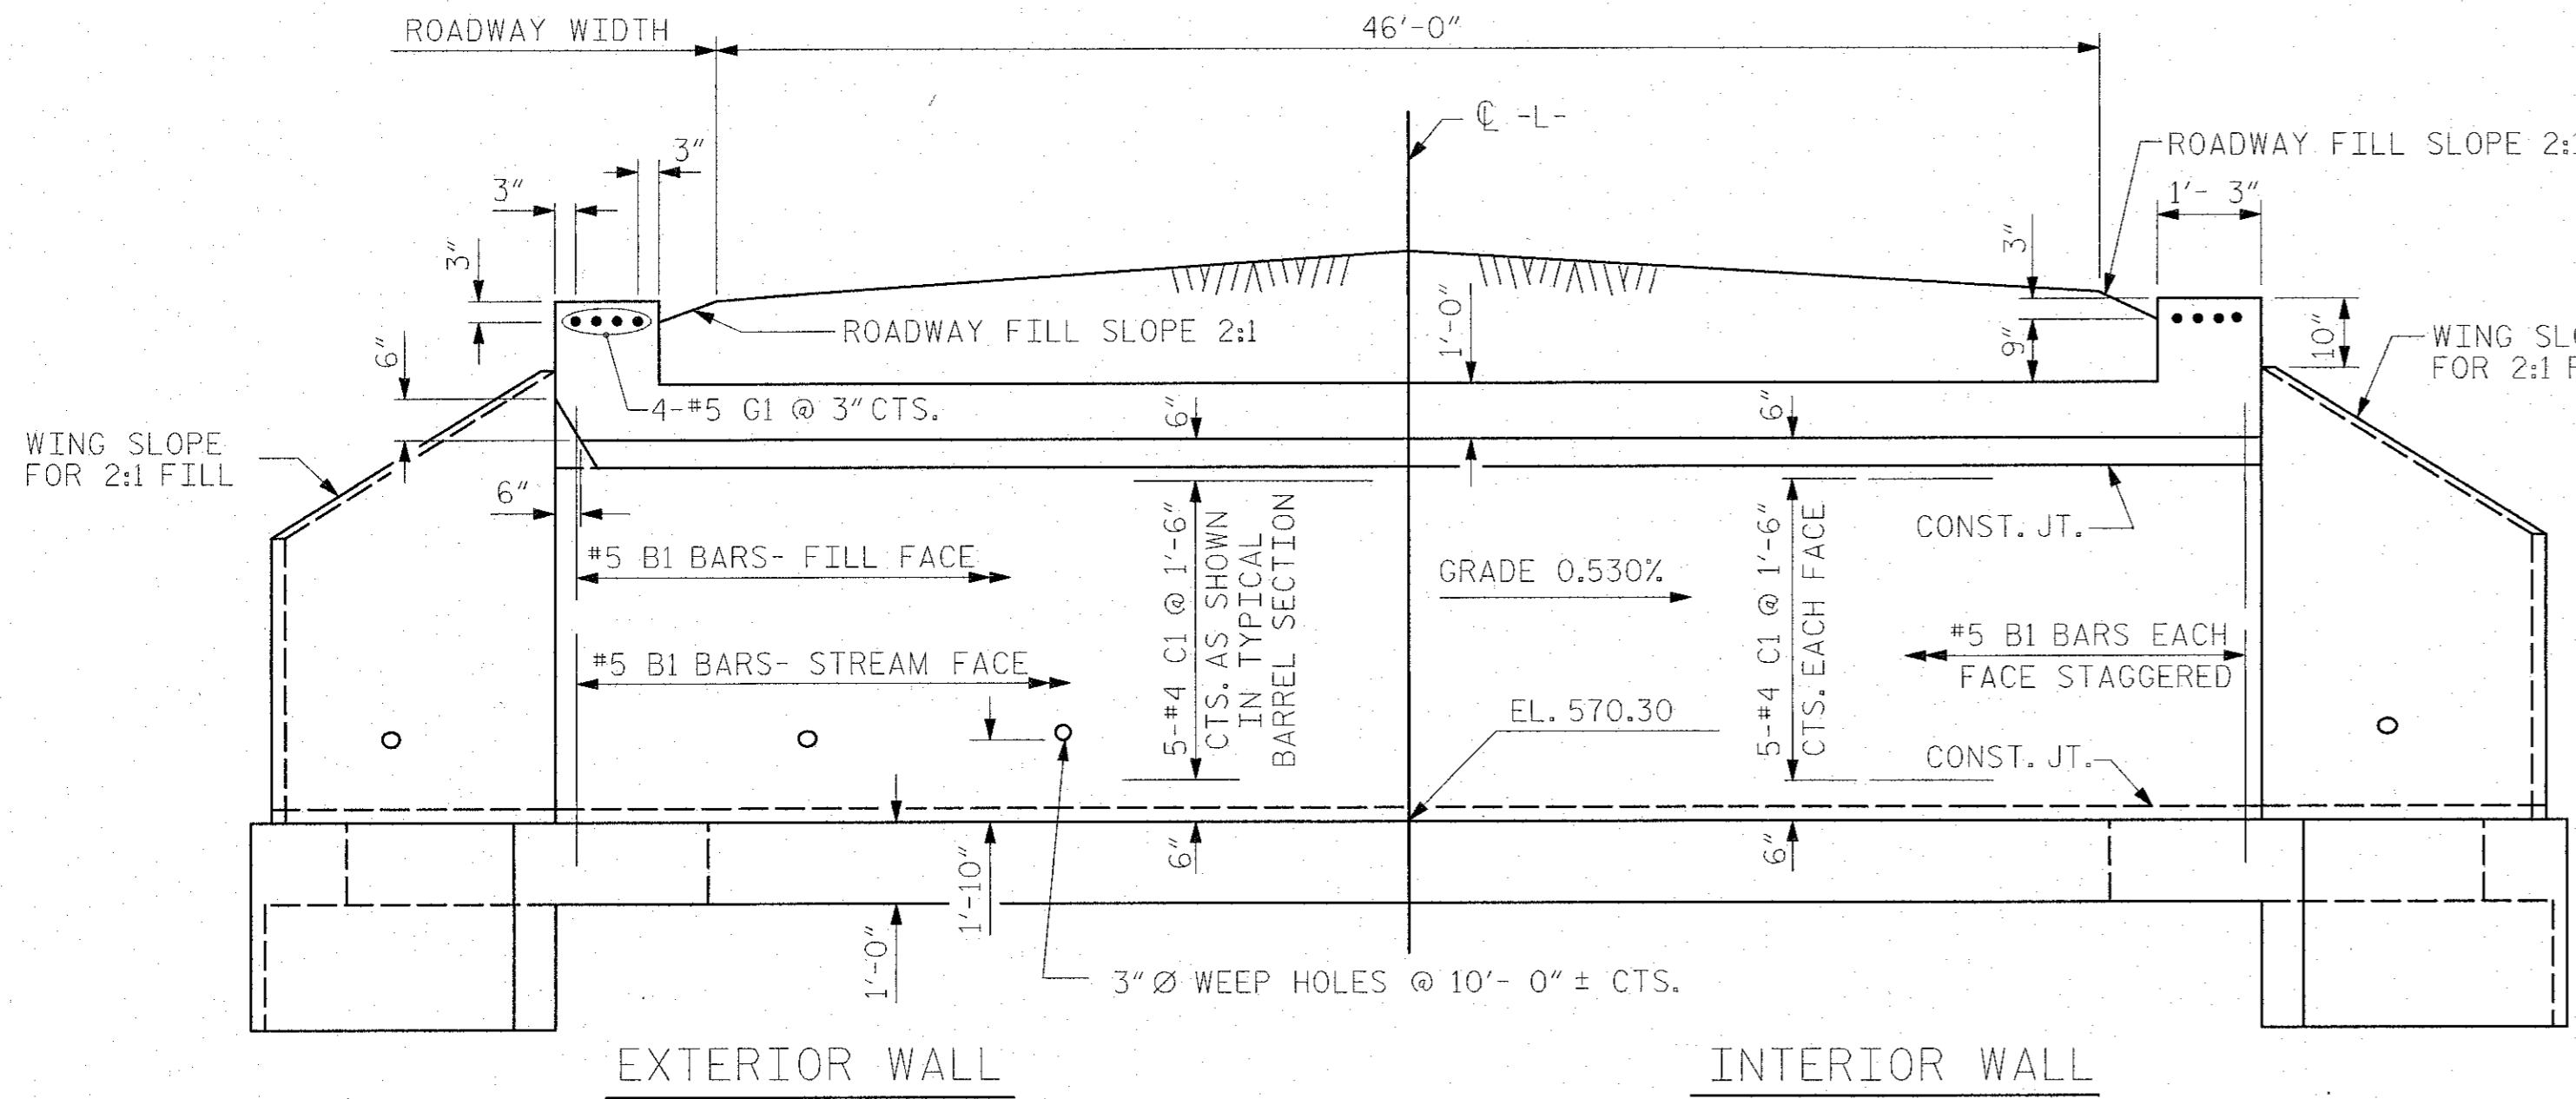 ROADWAY WIDTH
46'-0"
℄ -L-
ROADWAY FILL SLOPE 2:1
3"
3"
1'- 3"
3"
3"
ROADWAY FILL SLOPE 2:1
1'-0"
9"
10"
WING
FOR 2:1
6"
4-#5 G1 @ 3" CTS.
6"
6"
WING SLOPE
FOR 2:1 FILL
6"
#5 B1 BARS- FILL FACE
5-#4 C1 @ 1'-6"
CTS. AS SHOWN
IN TYPICAL
BARREL SECTION
GRADE 0.530%
5-#4 C1 @ 1'-6"
CTS. EACH FACE
CONST. JT.
#5 B1 BARS- STREAM FACE
#5 B1 BARS EACH
FACE STAGGERED
EL. 570.30
CONST. JT.
1'-10"
6"
6"
1'-0"
3" Ø WEEP HOLES @ 10'- 0" ± CTS.
EXTERIOR WALL
INTERIOR WALL